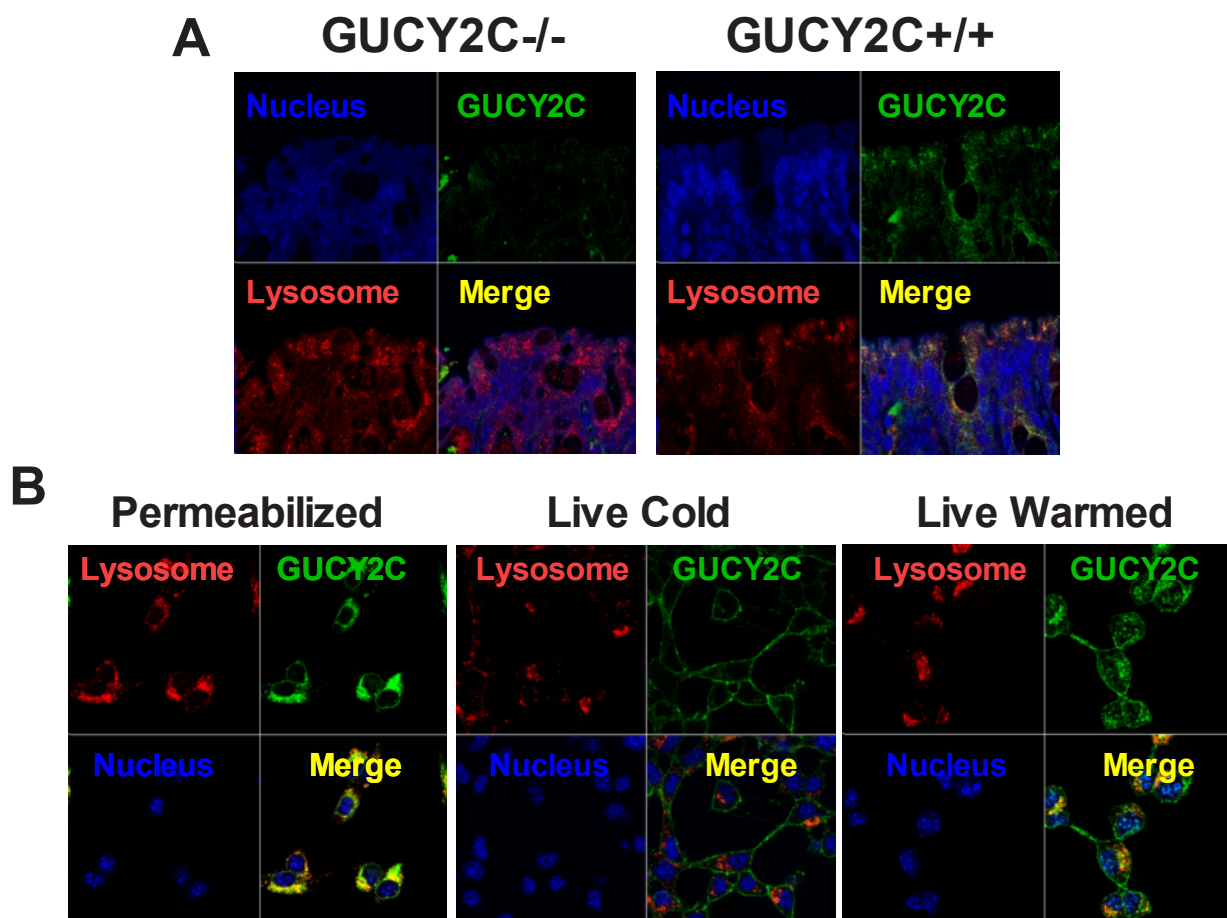 A
GUCY2C-/-
GUCY2C+/+
Nucleus
GUCY2C
Nucleus
GUCY2C
Lysosome
Merge
Lysosome
Merge
B
Permeabilized
Live Cold
Live Warmed
Lysosome
GUCY2C
Lysosome
GUCY2C
Lysosome
GUCY2C
Nucleus
Merge
Nucleus
Merge
Nucleus
Merge